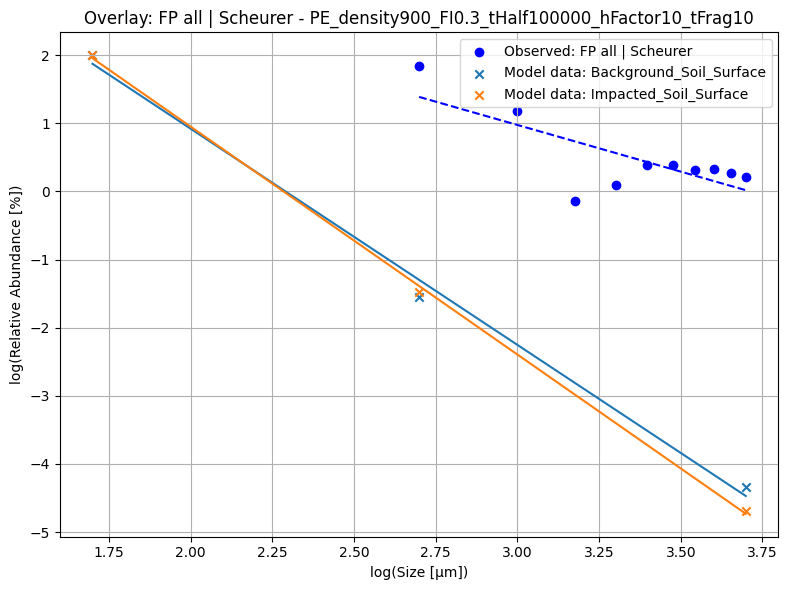 Overlay: FP all | Scheurer - PE_density900_FI0.3_tHalf100000_hFactor10_tFrag10
Observed: FP all | Scheurer
Model data: Background_Soil_Surface
Model data: Impacted_Soil_Surface
log(Relative Abundance [%])
2
1
0
−1
−2
−3
−4
−5
1.75 2.00 2.25 2.50 2.75 3.00 3.25 3.50 3.75
log(Size [μm])